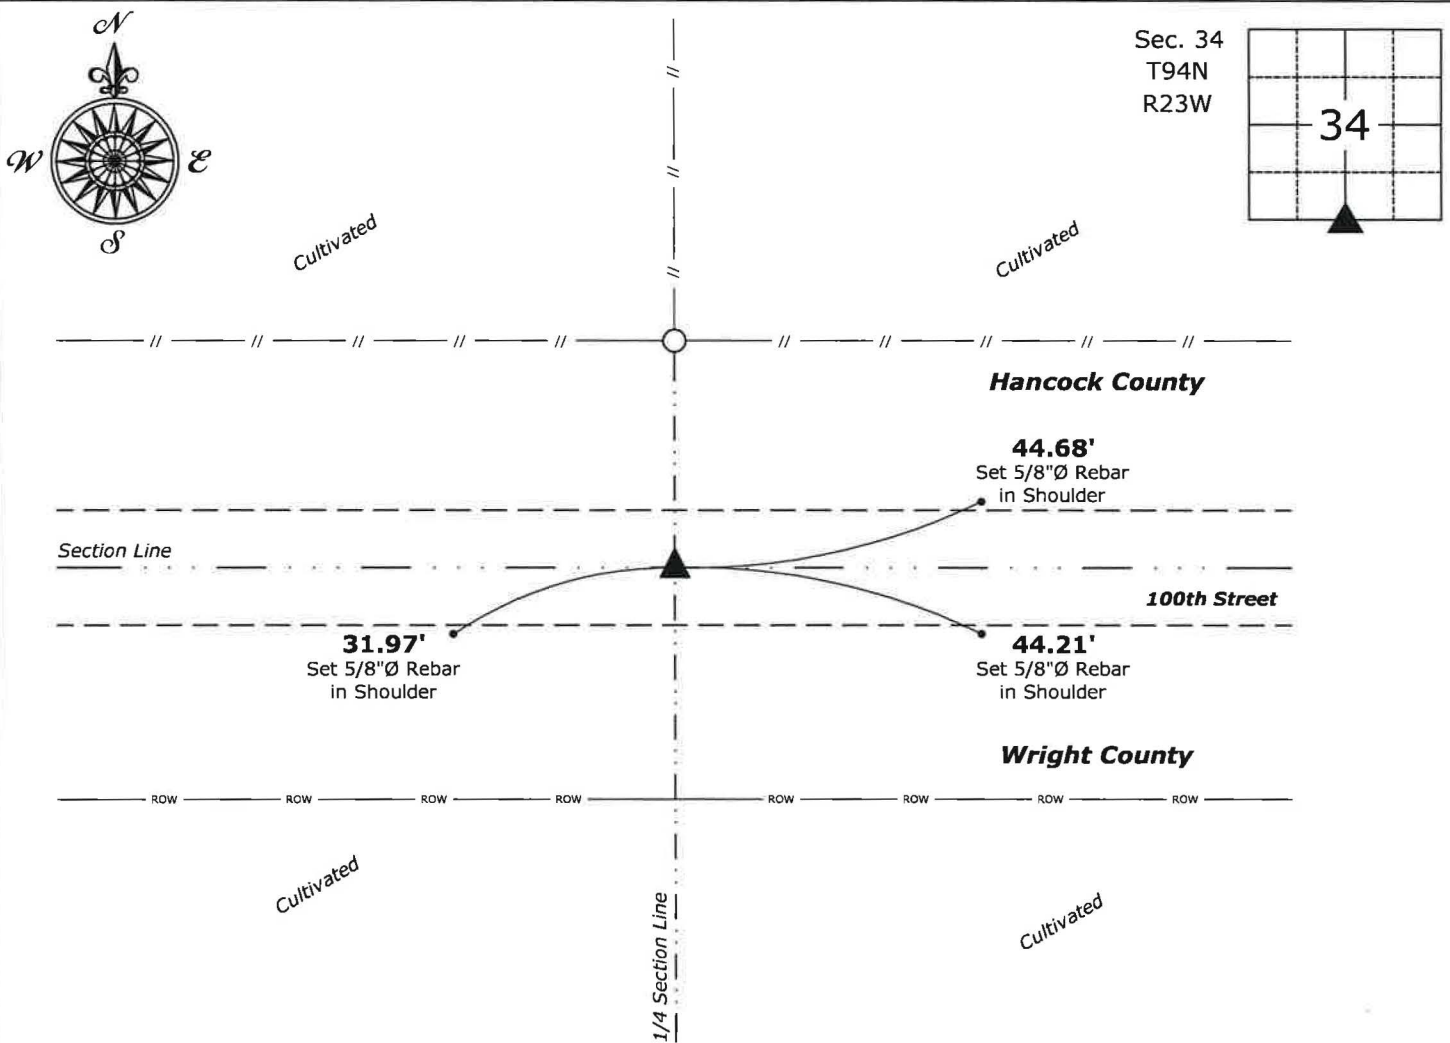 N
W
E
S
Sec. 34
T94N
R23W
34
Cultivated
Cultivated
Hancock County
44.68'
Set 5/8"Ø Rebar
in Shoulder
Section Line
100th Street
31.97'
Set 5/8"Ø Rebar
in Shoulder
44.21'
Set 5/8"Ø Rebar
in Shoulder
Wright County
ROW ROW ROW ROW ROW ROW ROW ROW
Cultivated
Cultivated
1/4 Section Line